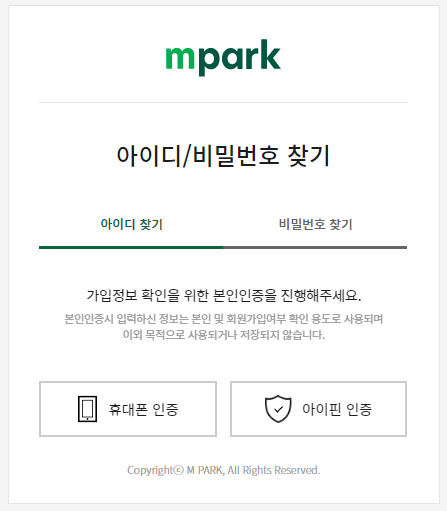 mpark
아이디/비밀번호 찾기
아이디 찾기 비밀번호 찾기
가입정보 확인을 위한 본인인증을 진행해주세요.
본인인증시 입력하신 정보는 본인 및 회원가입여부 확인 용도로 사용되며
이외 목적으로 사용되거나 저장되지 않습니다.
휴대폰 인증 아이핀 인증
Copyrightⓒ M PARK, All Rights Reserved.